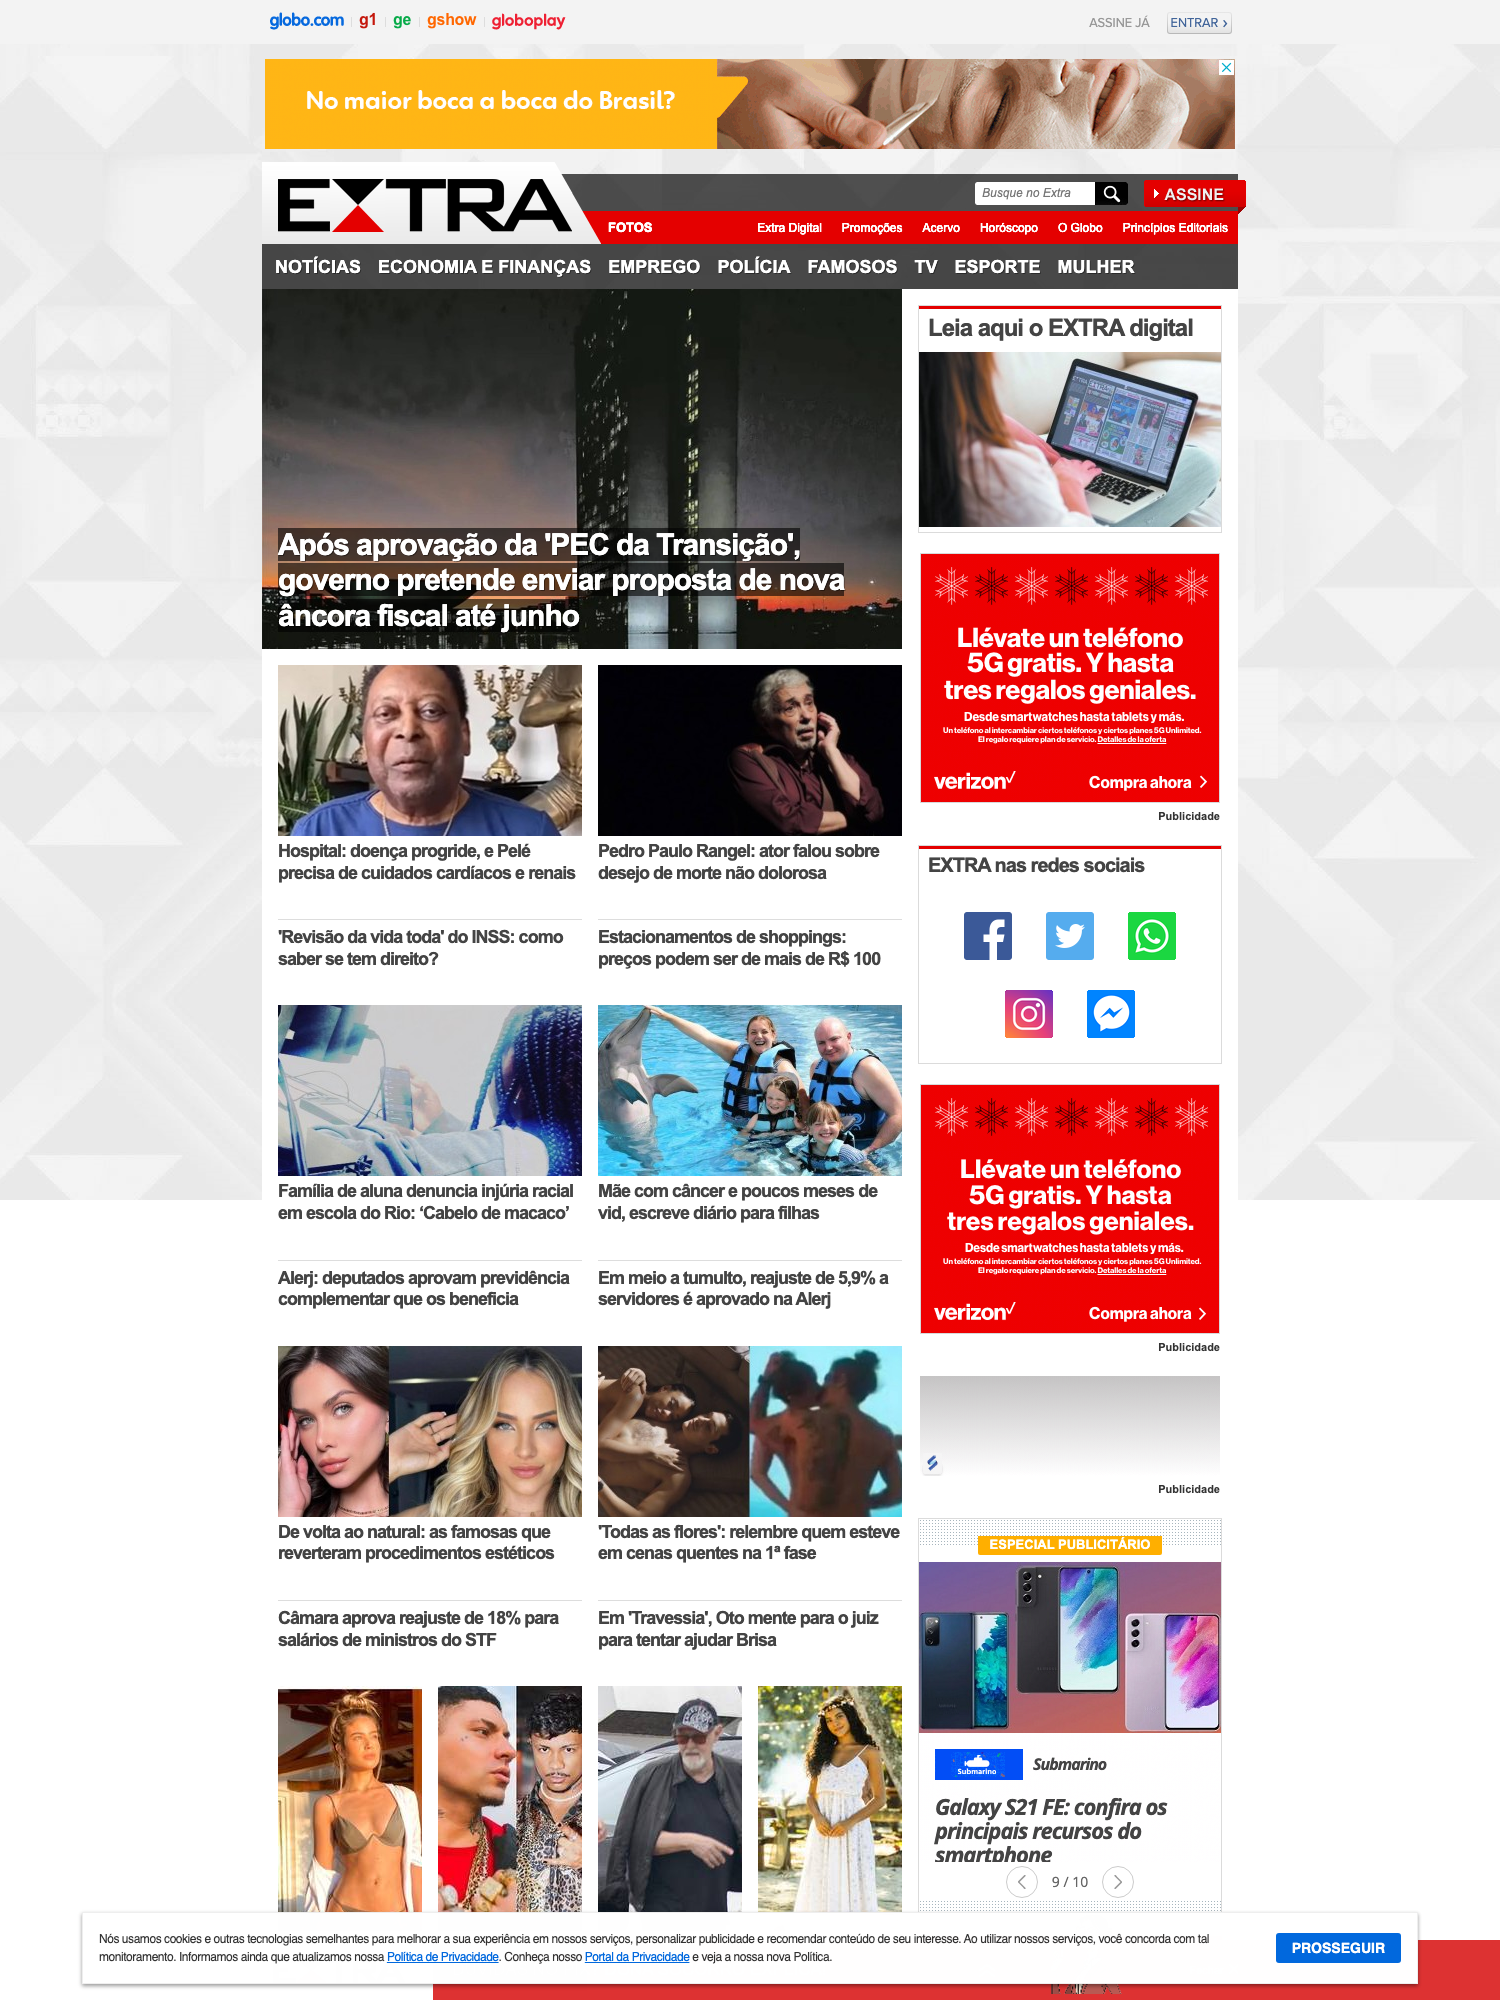 globo.com g1 ge gshow globoplay
ASSINE JÁ ENTRAR
No maior boca a boca do Brasil?
EXTRA
Busque no Extra
ASSINE
FOTOS
Extra Digital Promoções Acervo Horóscopo O Globo Princípios Editoriais
NOTÍCIAS ECONOMIA E FINANÇAS EMPREGO POLÍCIA FAMOSOS TV ESPORTE MULHER
Após aprovação da 'PEC da Transição',
governo pretende enviar proposta de nova
âncora fiscal até junho
Hospital: doença progride, e Pelé
precisa de cuidados cardíacos e renais
Pedro Paulo Rangel: ator falou sobre
desejo de morte não dolorosa
'Revisão da vida toda' do INSS: como
saber se tem direito?
Estacionamentos de shoppings:
preços podem ser de mais de R$ 100
Família de aluna denuncia injúria racial
em escola do Rio: ‘Cabelo de macaco’
Mãe com câncer e poucos meses de
vid, escreve diário para filhas
Alerj: deputados aprovam previdência
complementar que os beneficia
Em meio a tumulto, reajuste de 5,9% a
servidores é aprovado na Alerj
De volta ao natural: as famosas que
reverteram procedimentos estéticos
'Todas as flores': relembre quem esteve
em cenas quentes na 1ª fase
Câmara aprova reajuste de 18% para
salários de ministros do STF
Em 'Travessia', Oto mente para o juiz
para tentar ajudar Brisa
Leia aqui o EXTRA digital
Llévate un teléfono
5G gratis. Y hasta
tres regalos geniales.
Desde smartwatches hasta tablets y más.
Un teléfono al intercambiar ciertos teléfonos y ciertos planes 5G Unlimited.
El regalo requiere plan de servicio. Detalles de la oferta
verizon Compra ahora
Publicidade
EXTRA nas redes sociais
Llévate un teléfono
5G gratis. Y hasta
tres regalos geniales.
Desde smartwatches hasta tablets y más.
Un teléfono al intercambiar ciertos teléfonos y ciertos planes 5G Unlimited.
El regalo requiere plan de servicio. Detalles de la oferta
verizon Compra ahora
Publicidade
Publicidade
ESPECIAL PUBLICITÁRIO
Submarino Submarino
Galaxy S21 FE: confira os
principais recursos do
smartphone
9 / 10
Nós usamos cookies e outras tecnologias semelhantes para melhorar a sua experiência em nossos serviços, personalizar publicidade e recomendar conteúdo de seu interesse. Ao utilizar nossos serviços, você concorda com tal
monitoramento. Informamos ainda que atualizamos nossa Política de Privacidade. Conheça nosso Portal da Privacidade e veja a nossa nova Política.
PROSSEGUIR